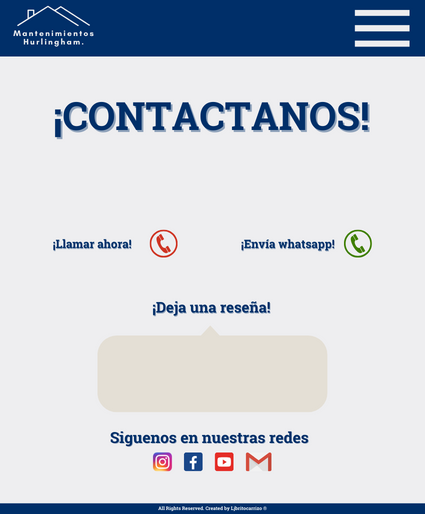 Mantenimientos
Hurlingham.
¡CONTACTANOS!
¡Llamar ahora!
¡Envía whatsapp!
¡Deja una reseña!
Siguenos en nuestras redes
All Rights Reserved. Created by Ljbritocarrizo ®